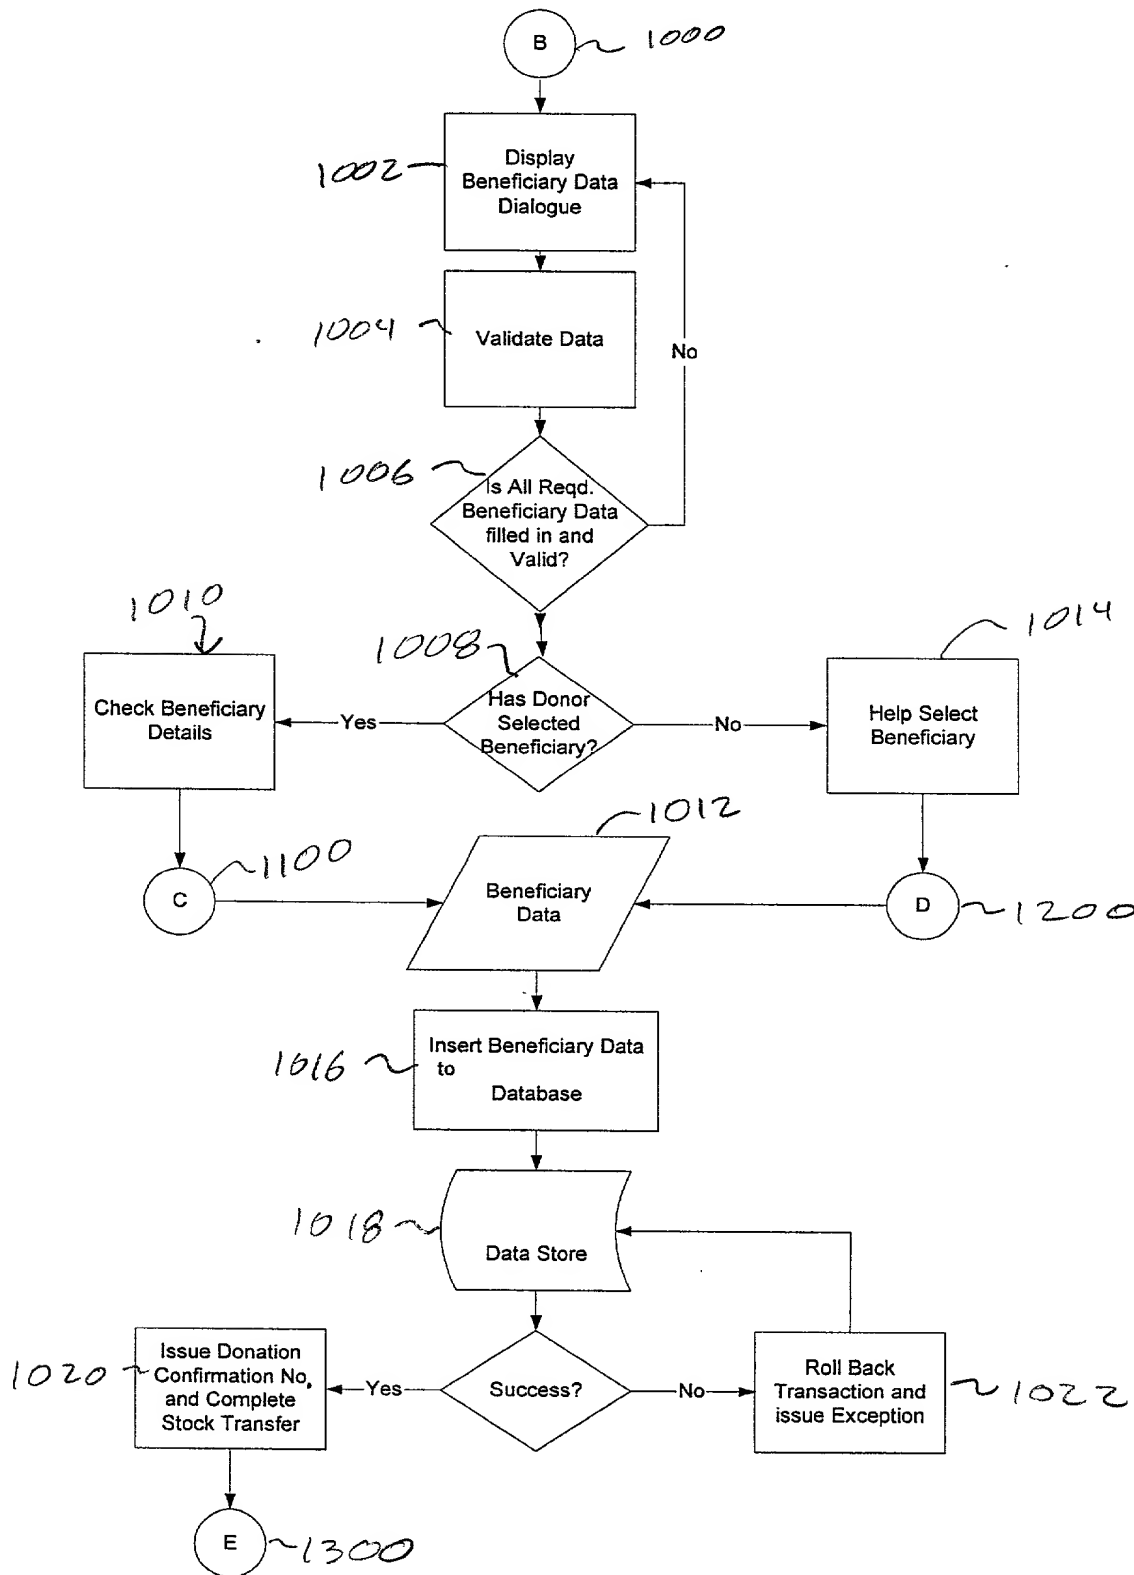 B
1000
1002
Display
Beneficiary Data
Dialogue
1004
Validate Data
No
1006
Is All Reqd.
Beneficiary Data
filled in and
Valid?
1010
1008
1014
Check Beneficiary
Details
Yes
Has Donor
Selected
Beneficiary?
No
Help Select
Beneficiary
1012
1100
C
Beneficiary
Data
D
1200
1016
Insert Beneficiary Data
to
Database
1018
Data Store
1020
Issue Donation
Confirmation No.
and Complete
Stock Transfer
Yes
Success?
No
Roll Back
Transaction and
issue Exception
1022
E
1300